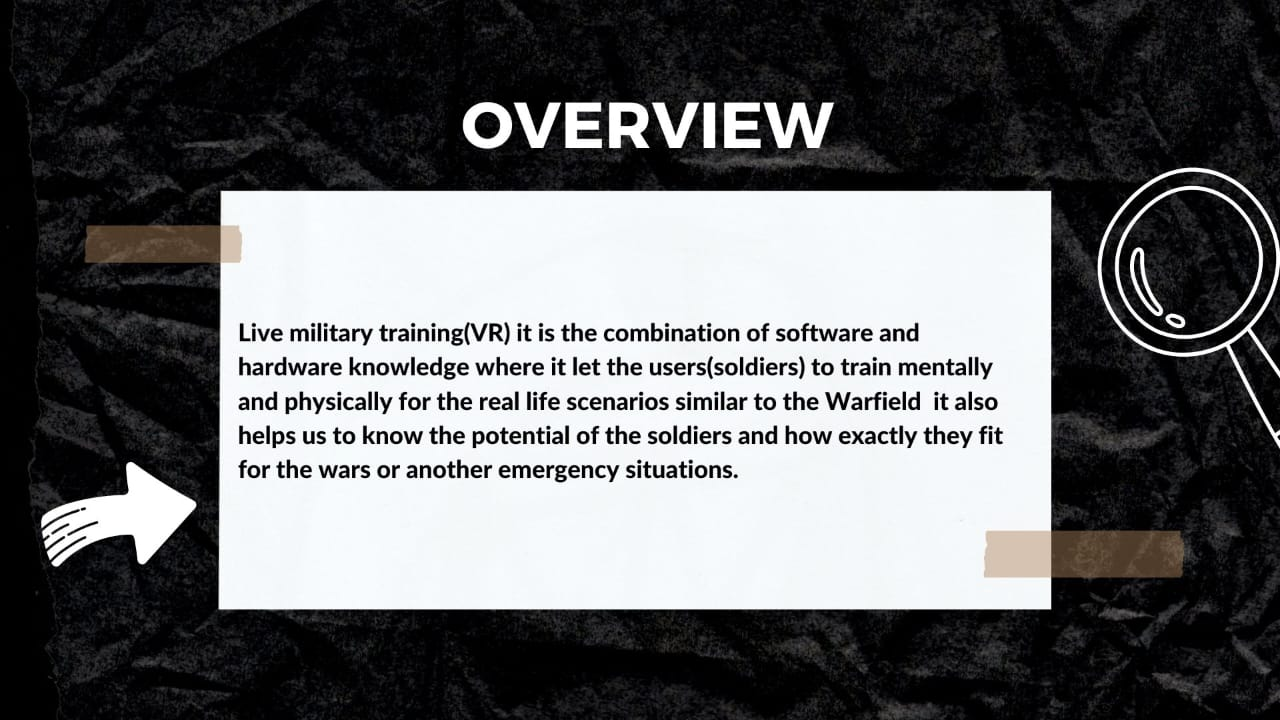 OVERVIEW
Live military training(VR) it is the combination of software and
hardware knowledge where it let the users(soldiers) to train mentally
and physically for the real life scenarios similar to the Warfield  it also
helps us to know the potential of the soldiers and how exactly they fit
for the wars or another emergency situations.